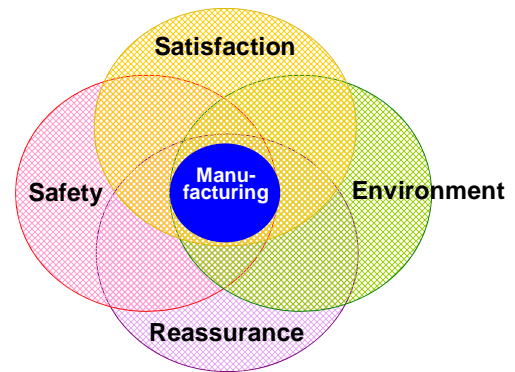 Satisfaction
Manu-
facturing
Safety
Environment
Reassurance